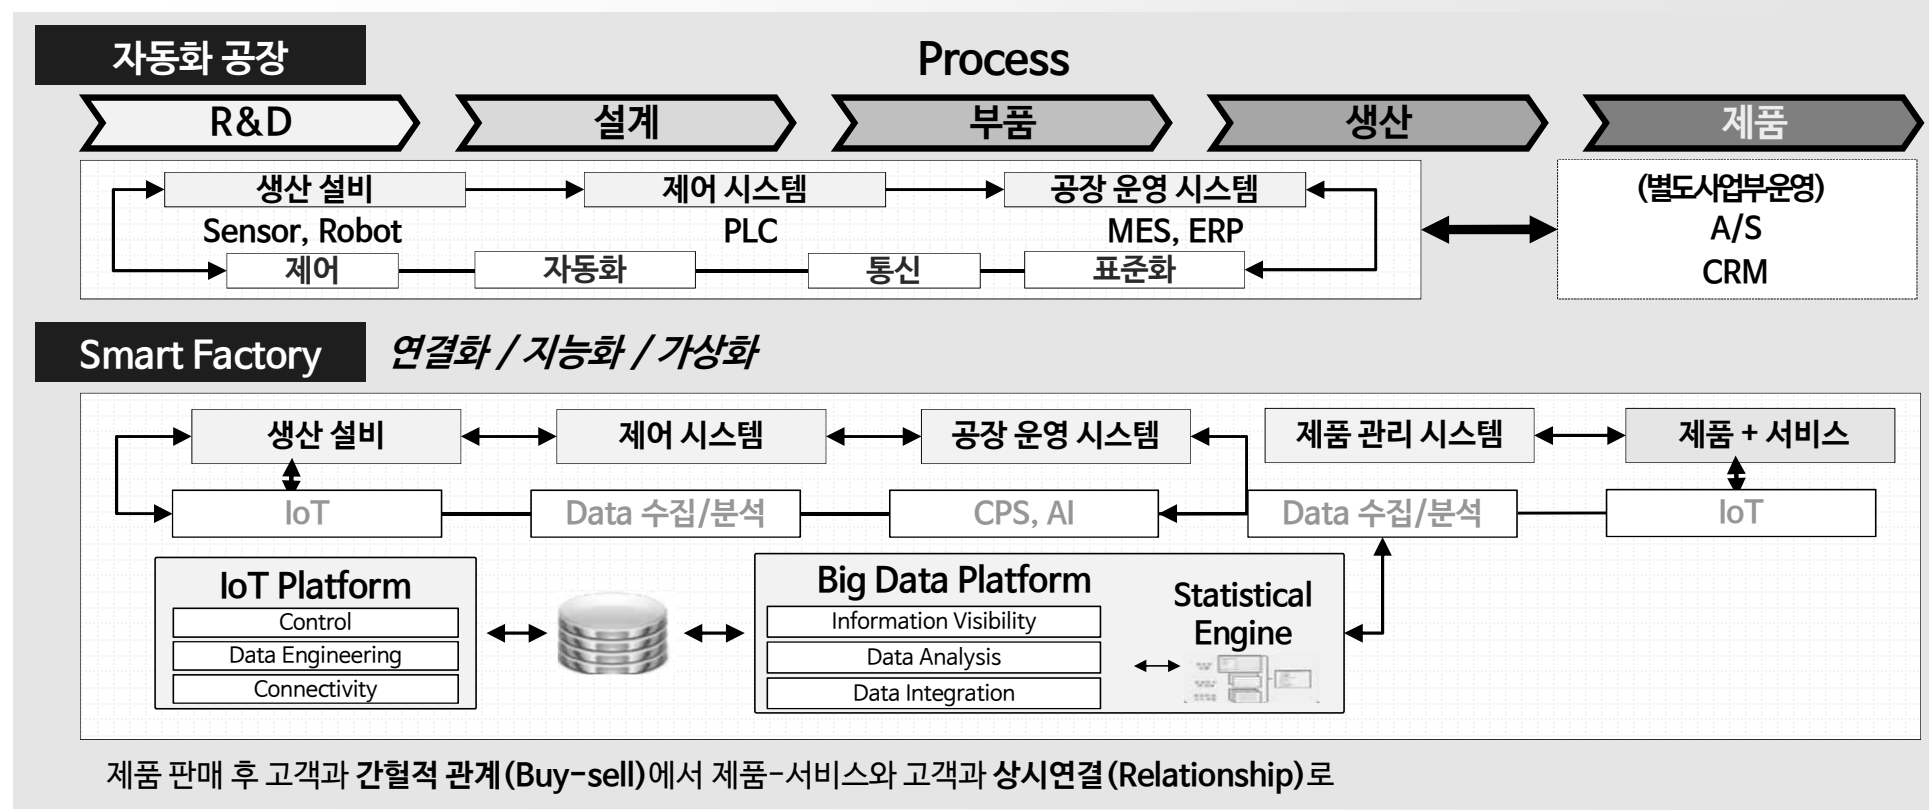 자동화 공장
Process
R&D
설계
부품
생산
제품
생산 설비
제어 시스템
공장 운영 시스템
(별도사업부운영)
Sensor, Robot
PLC
MES, ERP
A/S
제어
자동화
통신
표준화
CRM
Smart Factory
연결화 / 지능화 / 가상화
생산 설비
제어 시스템
공장 운영 시스템
제품 관리 시스템
제품 + 서비스
IoT
Data 수집/분석
CPS, AI
Data 수집/분석
IoT
IoT Platform
Control
Data Engineering
Connectivity
Big Data Platform
Information Visibility
Data Analysis
Data Integration
Statistical
Engine
제품 판매 후 고객과 간헐적 관계(Buy-sell)에서 제품-서비스와 고객과 상시연결(Relationship)로